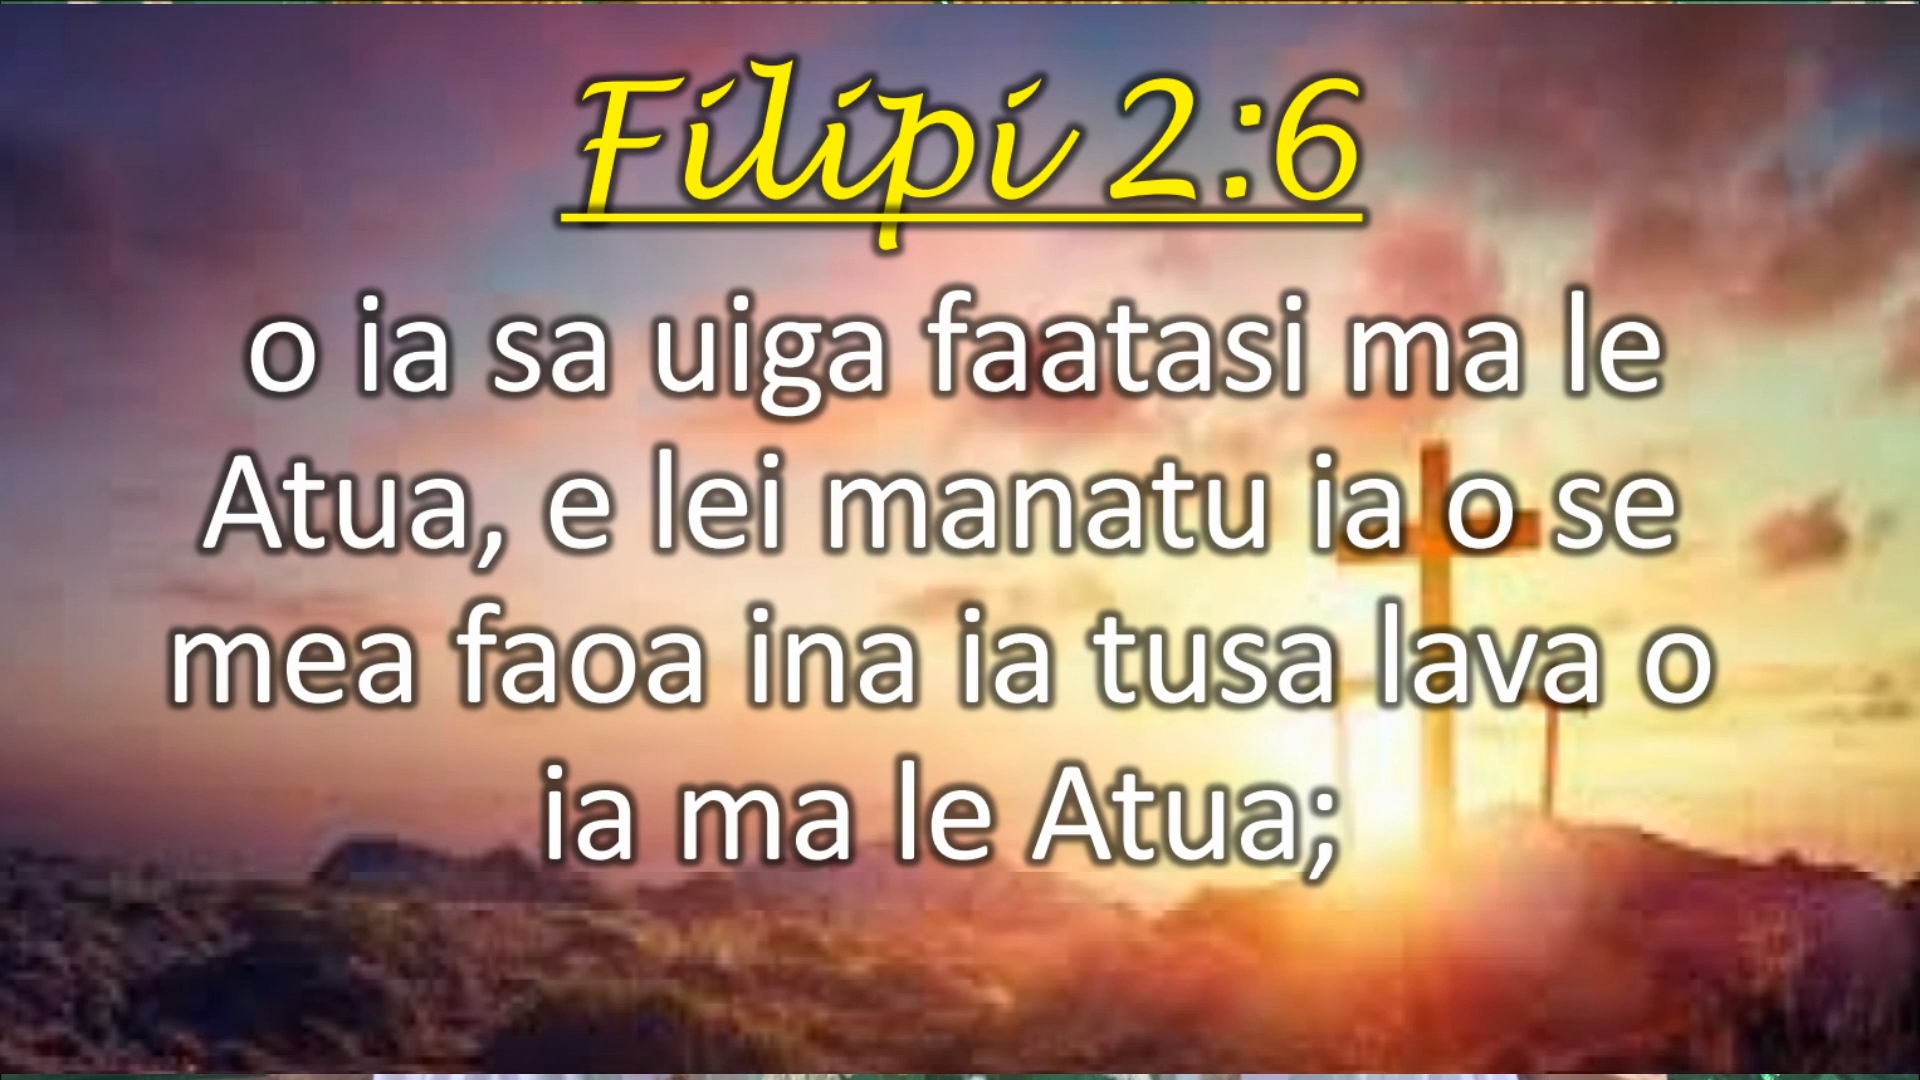 Filipi 2:6
o ia sa uiga faatasi ma le
Atua, e lei manatu ia o se
mea faoa ina ia tusa lava o
ia ma le Atua;